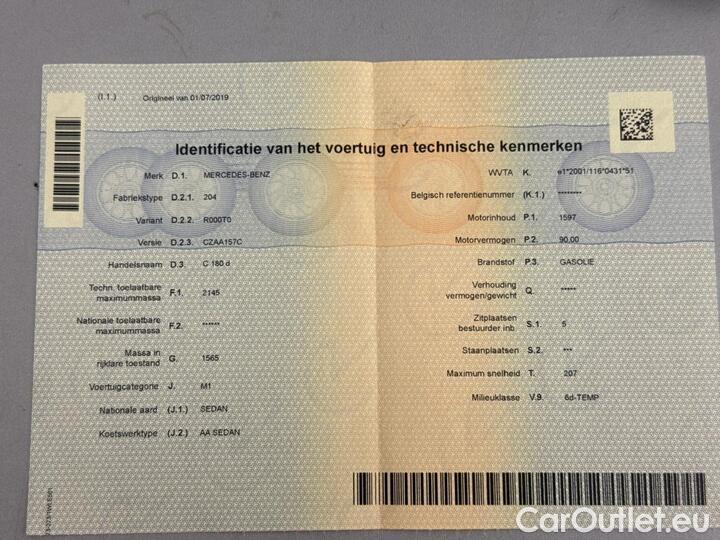 (I.1.) Origineel van 01/07/2019
Identificatie van het voertuig en technische kenmerken
Merk D.1. MERCEDES-BENZ
Fabriekstype D.2.1. 204
Variant D.2.2. R000T0
Versie D.2.3. CZAA157C
Handelsnaam D.3. C 180 d
Techn. toelaatbare
maximummassa F.1. 2145
Nationale toelaatbare
maximummassa F.2. ******
Massa in
rijklare toestand G. 1565
Voertuigcategorie J. M1
Nationale aard (J.1.) SEDAN
Koetswerktype (J.2.) AA SEDAN
WVTA K. e1*2001/116*0431*51
Belgisch referentienummer (K.1.) ********
Motorinhoud P.1. 1597
Motorvermogen P.2. 90.00
Brandstof P.3. GASOLIE
Verhouding
vermogen/gewicht Q. *****
Zitplaatsen
bestuurder inb. S.1. 5
Staanplaatsen S.2. ***
Maximum snelheid T. 207
Milieuklasse V.9. 6d-TEMP
CarOutlet.eu